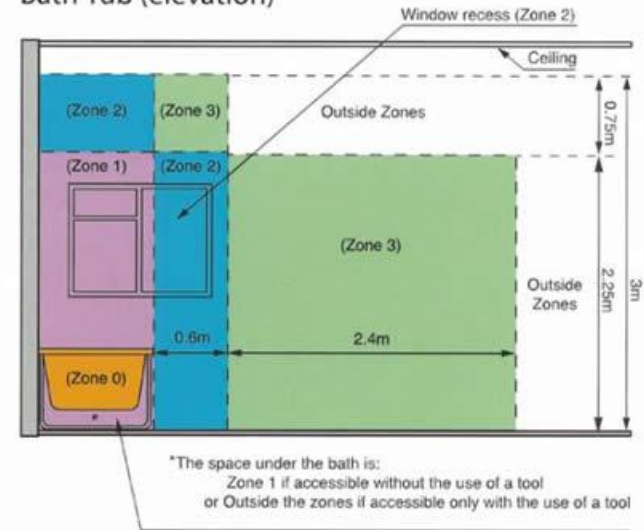 Bath Tub (elevation)
Window recess (Zone 2)
Ceiling
(Zone 2)
(Zone 3)
Outside Zones
0.75m
(Zone 1)
(Zone 2)
(Zone 3)
Outside
Zones
2.25m
3m
0.6m
2.4m
(Zone 0)
*The space under the bath is:
Zone 1 if accessible without the use of a tool
or Outside the zones if accessible only with the use of a tool